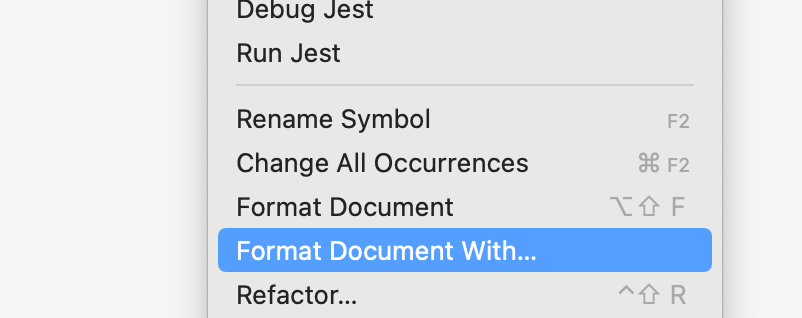 Debug Jest
Run Jest
Rename Symbol F2
Change All Occurrences ⌘ F2
Format Document ⌥⇧ F
Format Document With...
Refactor... ^⇧ R